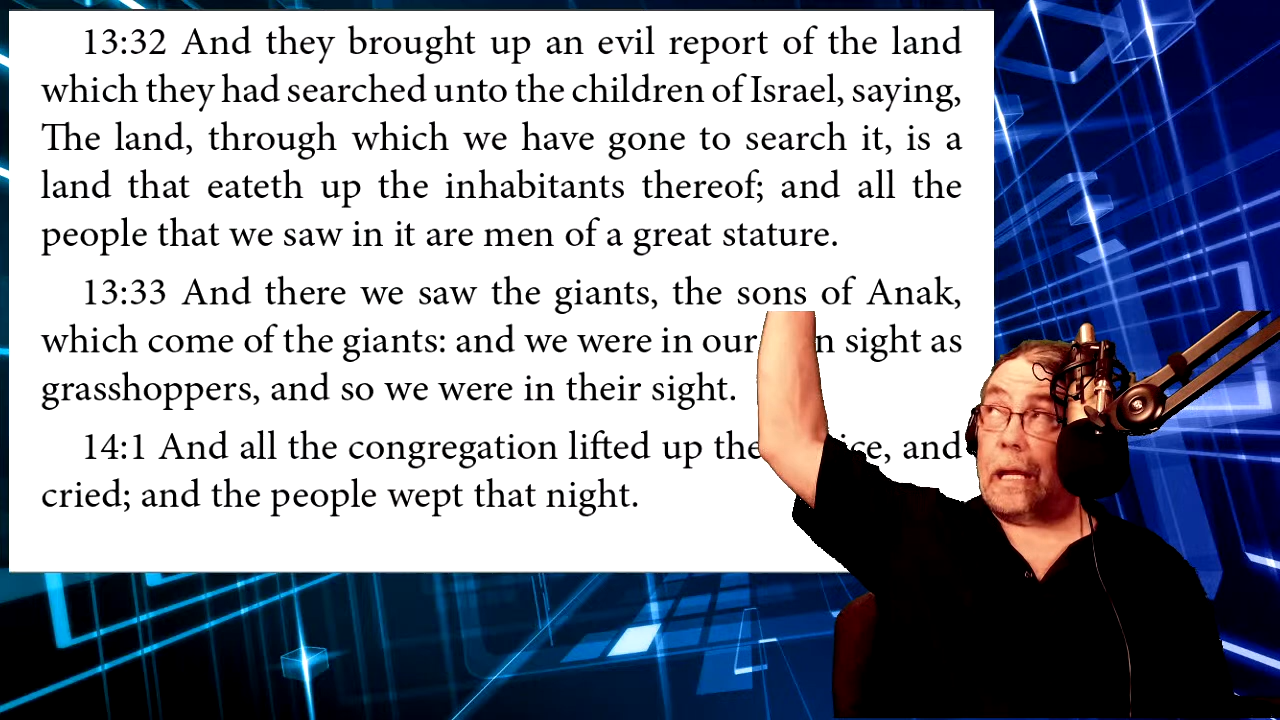 13:32 And they brought up an evil report of the land
which they had searched unto the children of Israel, saying,
The land, through which we have gone to search it, is a
land that eateth up the inhabitants thereof; and all the
people that we saw in it are men of a great stature.
13:33 And there we saw the giants, the sons of Anak,
which come of the giants: and we were in our sight as
grasshoppers, and so we were in their sight.
14:1 And all the congregation lifted up and
cried; and the people wept that night.